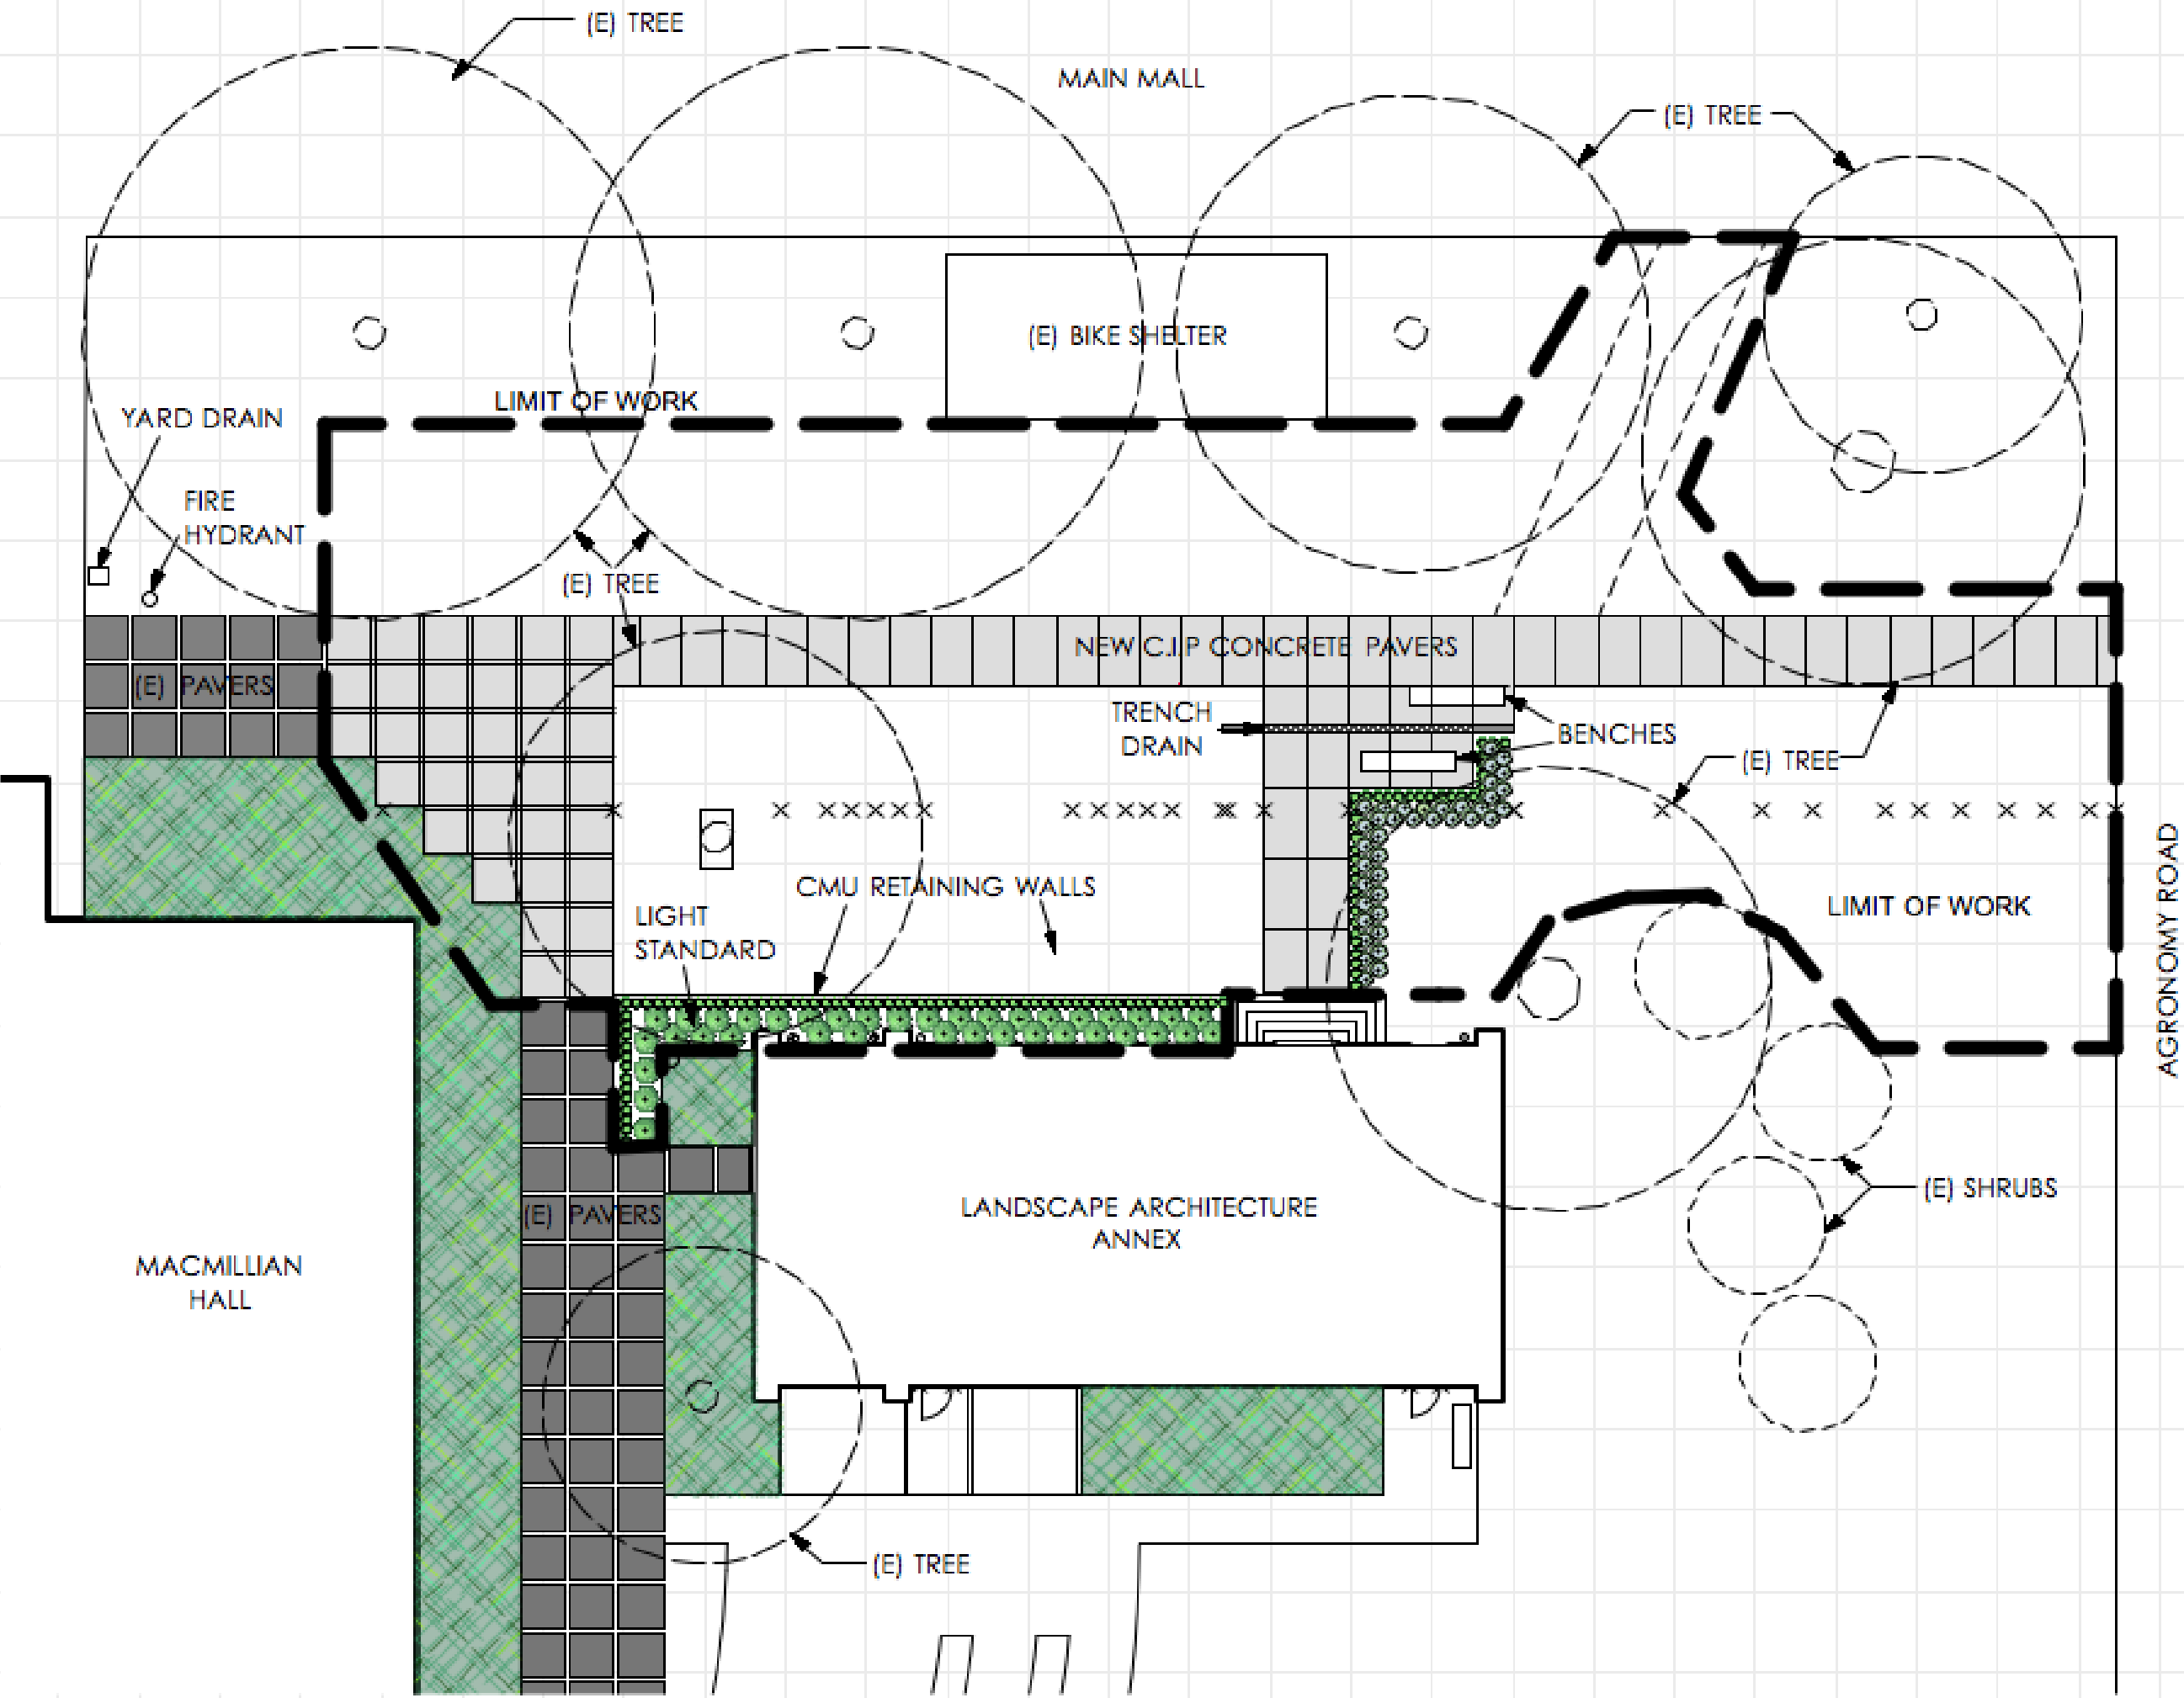 (E) TREE
MAIN MALL
(E) TREE
(E) BIKE SHELTER
LIMIT OF WORK
YARD DRAIN
FIRE
HYDRANT
(E) TREE
NEW C.I.P CONCRETE PAVERS
(E) PAVERS
TRENCH
DRAIN
BENCHES
(E) TREE
CMU RETAINING WALLS
LIGHT
STANDARD
LIMIT OF WORK
AGRONOMY ROAD
(E) SHRUBS
LANDSCAPE ARCHITECTURE
ANNEX
(E) PAVERS
MACMILLIAN
HALL
(E) TREE